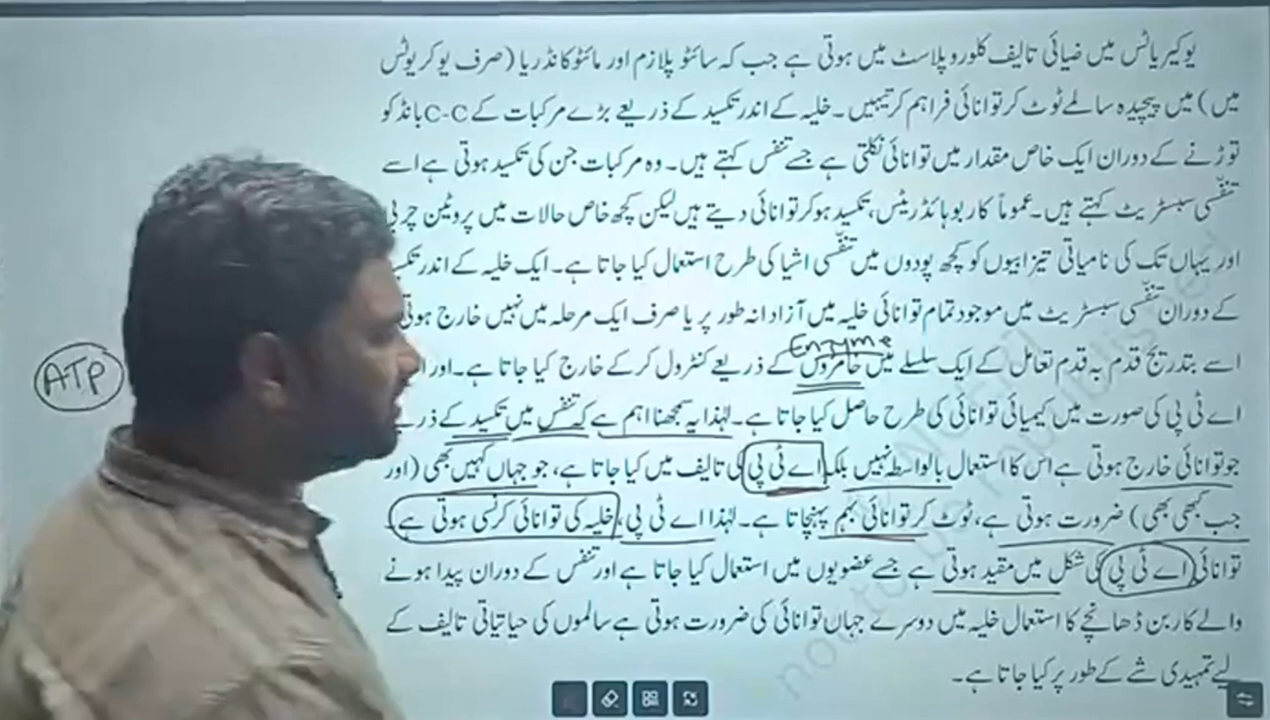 یوکیریاٹس میں ضیائی تالیف کلوروپلاسٹ میں ہوتی ہے جب کہ سائٹو پلازم اور مائٹوکانڈریا (صرف یوکریوٹس
میں) میں پیچیدہ سالمے ٹوٹ کر توانائی فراہم کرتیہیں۔ خلیہ کے اندر تکسید کے ذریعے بڑے مرکبات کے C-C بانڈ کو
توڑنے کے دوران ایک خاص مقدار میں توانائی نکلتی ہے جسے تنفس کہتے ہیں۔ وہ مرکبات جن کی تکسید ہوتی ہے اسے
تنفّسی سبسٹریٹ کہتے ہیں۔ عموماً کاربوہائڈریٹس، تکسید ہوکر توانائی دیتے ہیں لیکن کچھ خاص حالات میں پروٹین چربی
اور یہاں تک کی نامیاتی تیزابیوں کو کچھ پودوں میں تنفّسی اشیا کی طرح استعمال کیا جاتا ہے۔ ایک خلیہ کے اندر
کے دوران تنفّسی سبسٹریٹ میں موجود تمام توانائی خلیہ میں آزادانہ طور پر یا صرف ایک مرحلہ میں نہیں خارج ہوتی
Enzyme
اسے بتدریج قدم بہ قدم تعامل کے ایک سلسلے میں خامروں کے ذریعے کنٹرول کرکے خارج کیا جاتا ہے۔ اور
ATP
اے ٹی پی کی صورت میں کیمیائی توانائی کی طرح حاصل کیا جاتا ہے۔ لہٰذا یہ سمجھنا اہم ہے کہ تنفس میں تکسید کے
جو توانائی خارج ہوتی ہے اس کا استعمال بالواسطہ نہیں بلکہ اے ٹی پی کی تالیف میں کیا جاتا ہے، جو جہاں کہیں بھی (اور
جب کبھی بھی) ضرورت ہوتی ہے، ٹوٹ کر توانائی بہم پہنچاتا ہے۔ لہٰذا اے ٹی پی، خلیہ کی توانائی کرنسی ہوتی ہے۔
توانائی اے ٹی پی کی شکل میں مقید ہوتی ہے جسے عضویوں میں استعمال کیا جاتا ہے اور تنفس کے دوران پیدا ہونے
والے کاربن ڈھانچے کا استعمال خلیہ میں دوسرے جہاں توانائی کی ضرورت ہوتی ہے سالموں کی حیاتیاتی تالیف کے
لیے تمہیدی شے کے طور پر کیا جاتا ہے۔